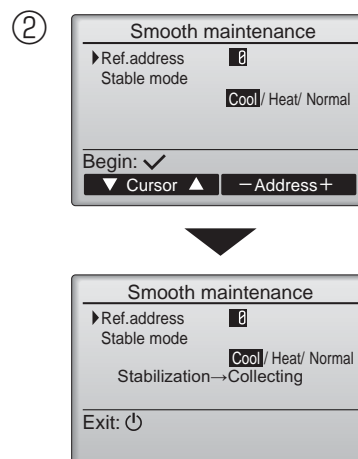 ②
Smooth maintenance
▶Ref.address 0
Stable mode
Cool / Heat/ Normal
Begin: ✓
▼ Cursor ▲ −Address+
Smooth maintenance
▶Ref.address 0
Stable mode
Cool / Heat/ Normal
Stabilization→Collecting
Exit: ⏻